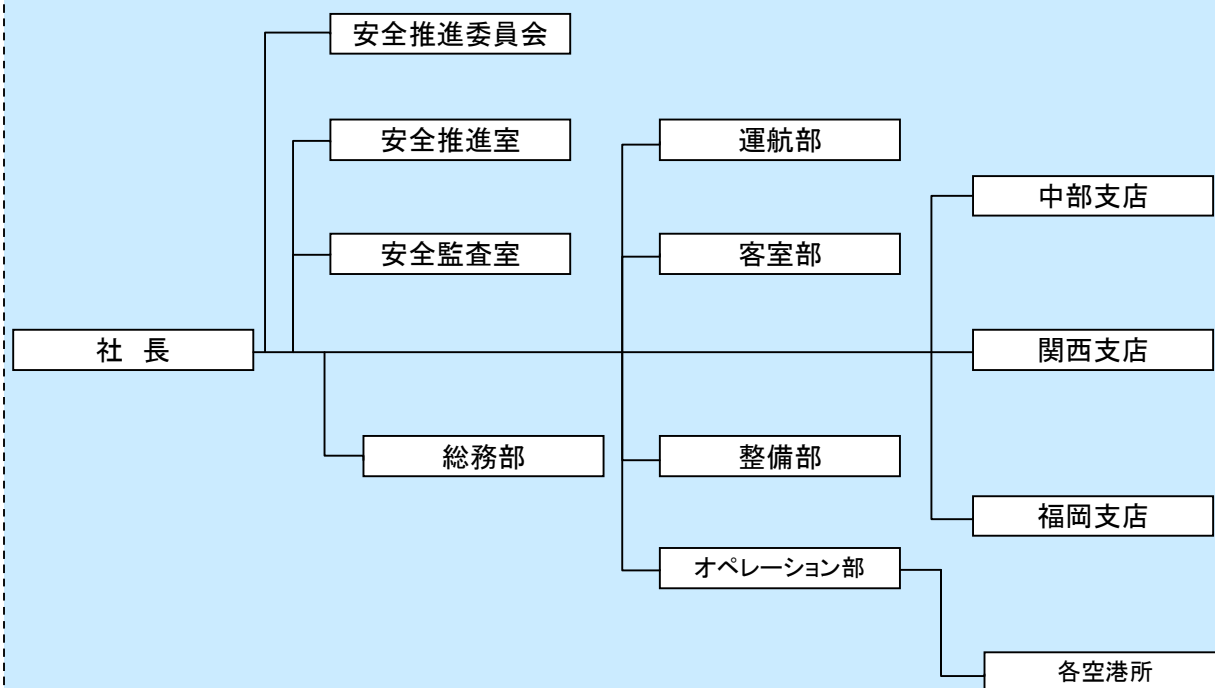 安全推進委員会
安全推進室
運航部
中部支店
安全監査室
客室部
社 長
関西支店
総務部
整備部
福岡支店
オペレーション部
各空港所